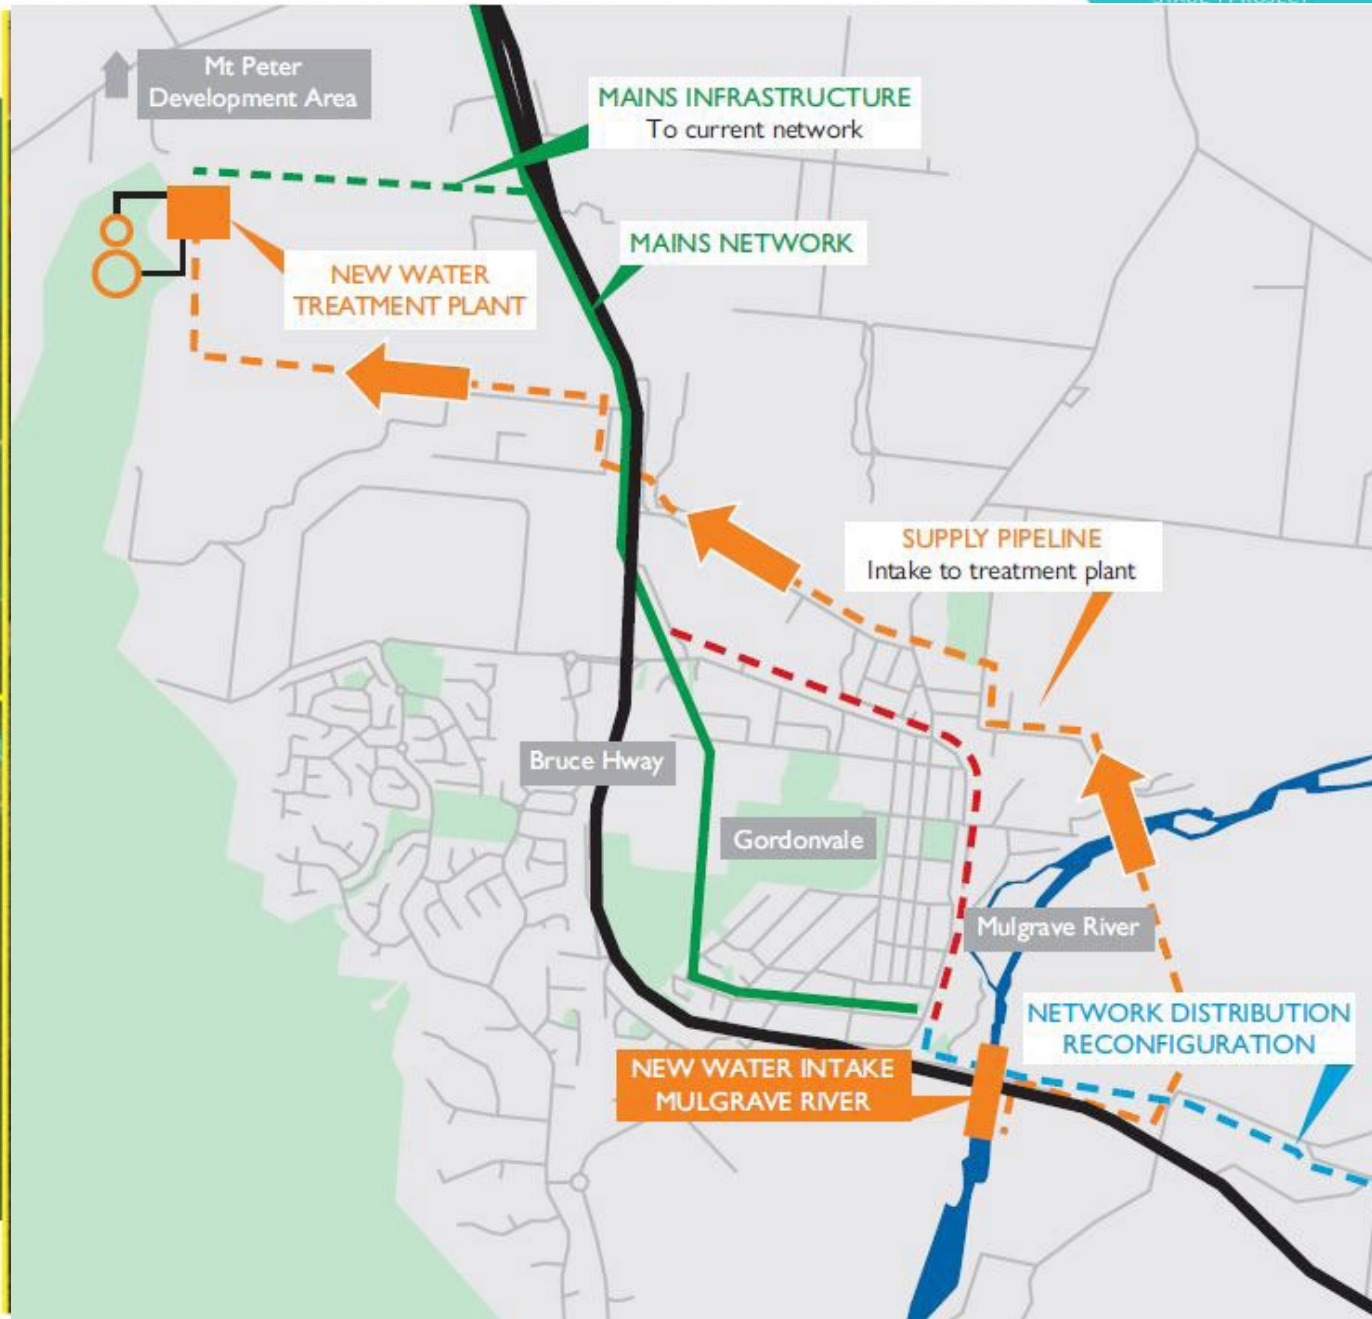 Mt Peter
Development Area
MAINS INFRASTRUCTURE
To current network
MAINS NETWORK
NEW WATER
TREATMENT PLANT
SUPPLY PIPELINE
Intake to treatment plant
Bruce Hway
Gordonvale
Mulgrave River
NETWORK DISTRIBUTION
RECONFIGURATION
NEW WATER INTAKE
MULGRAVE RIVER